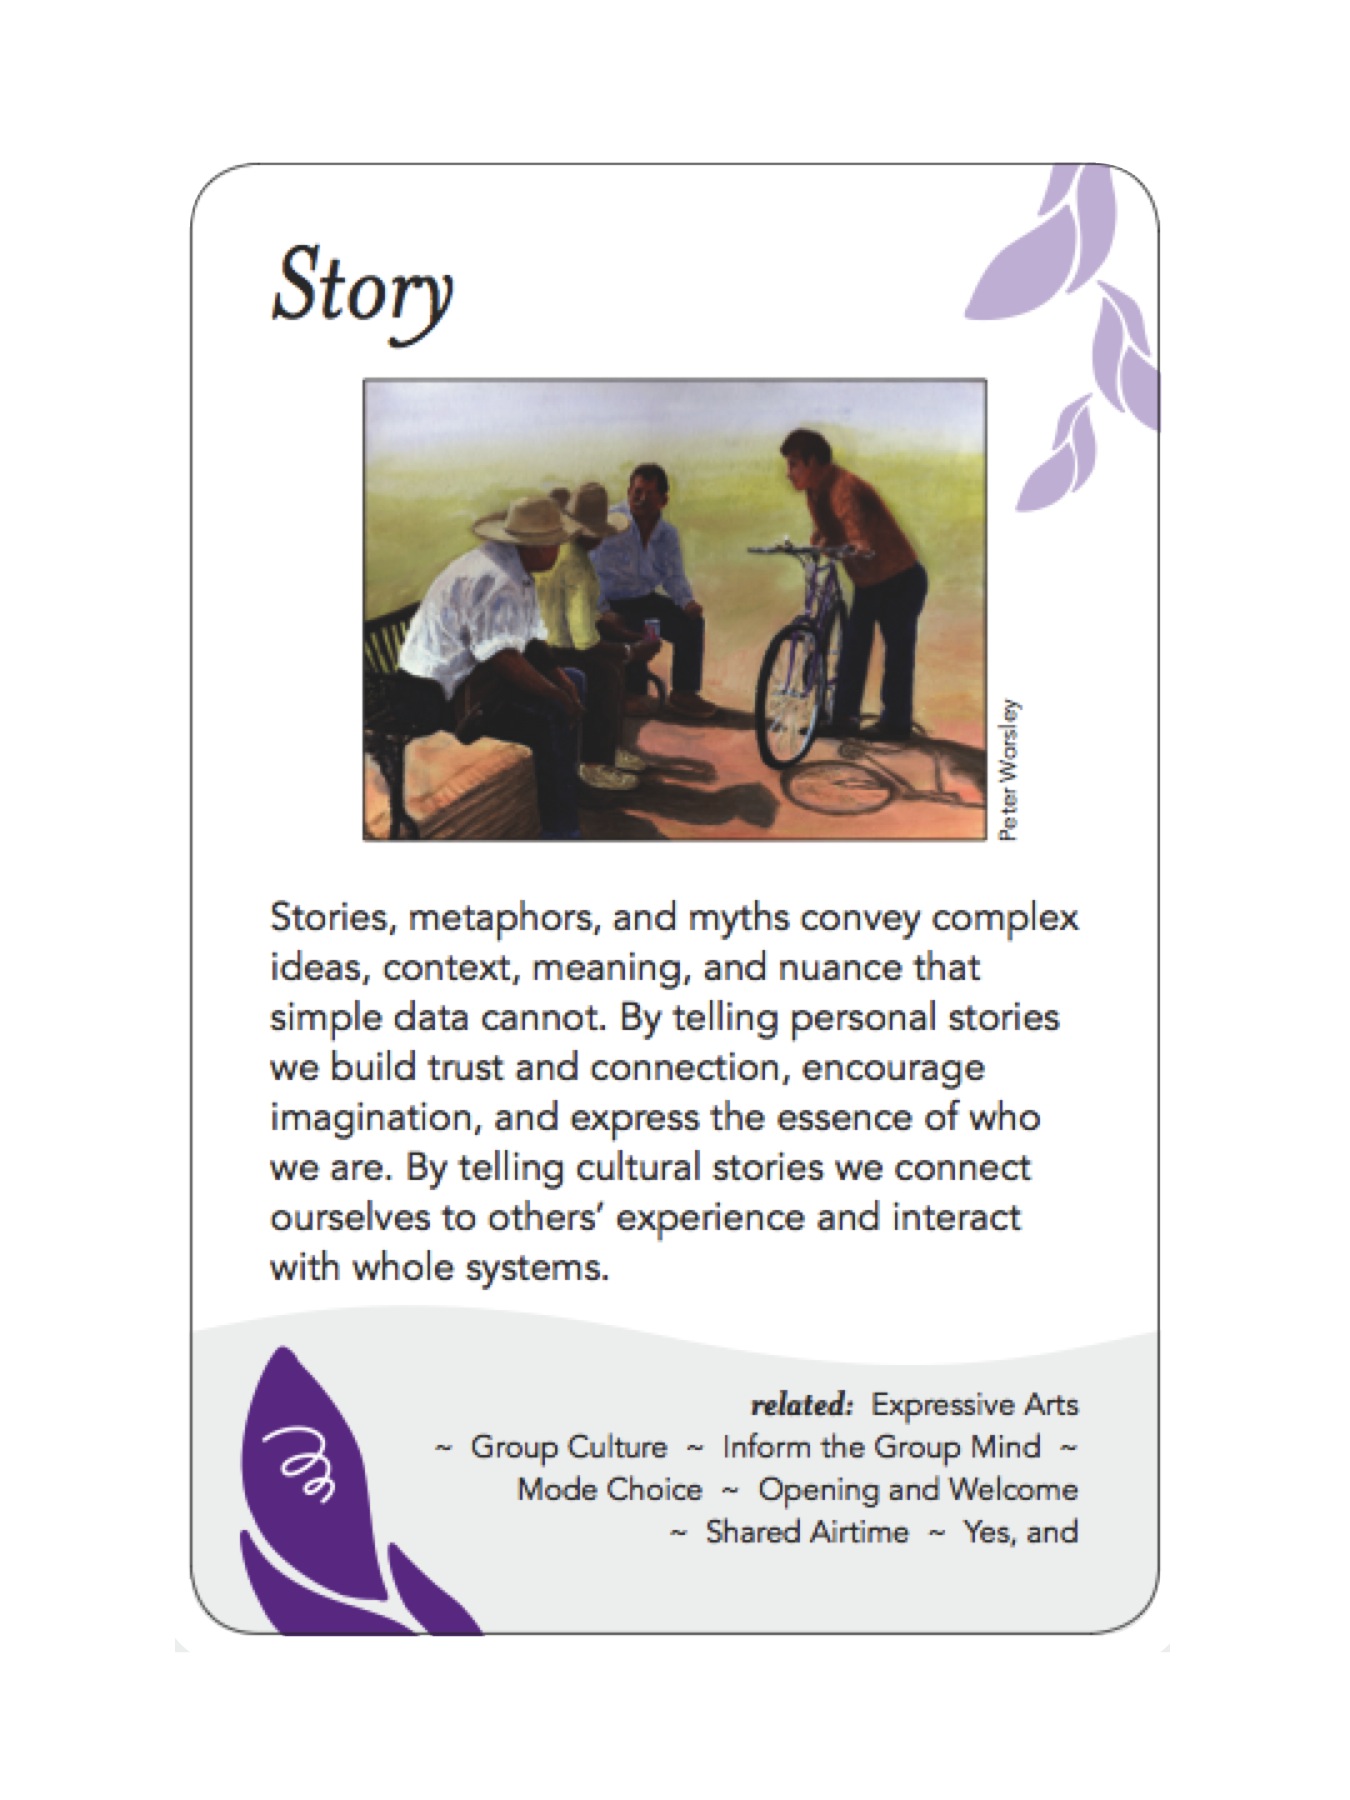 Story
Peter Worsley
Stories, metaphors, and myths convey complex
ideas, context, meaning, and nuance that
simple data cannot. By telling personal stories
we build trust and connection, encourage
imagination, and express the essence of who
we are. By telling cultural stories we connect
ourselves to others’ experience and interact
with whole systems.
related: Expressive Arts
~ Group Culture ~ Inform the Group Mind ~
Mode Choice ~ Opening and Welcome
~ Shared Airtime ~ Yes, and